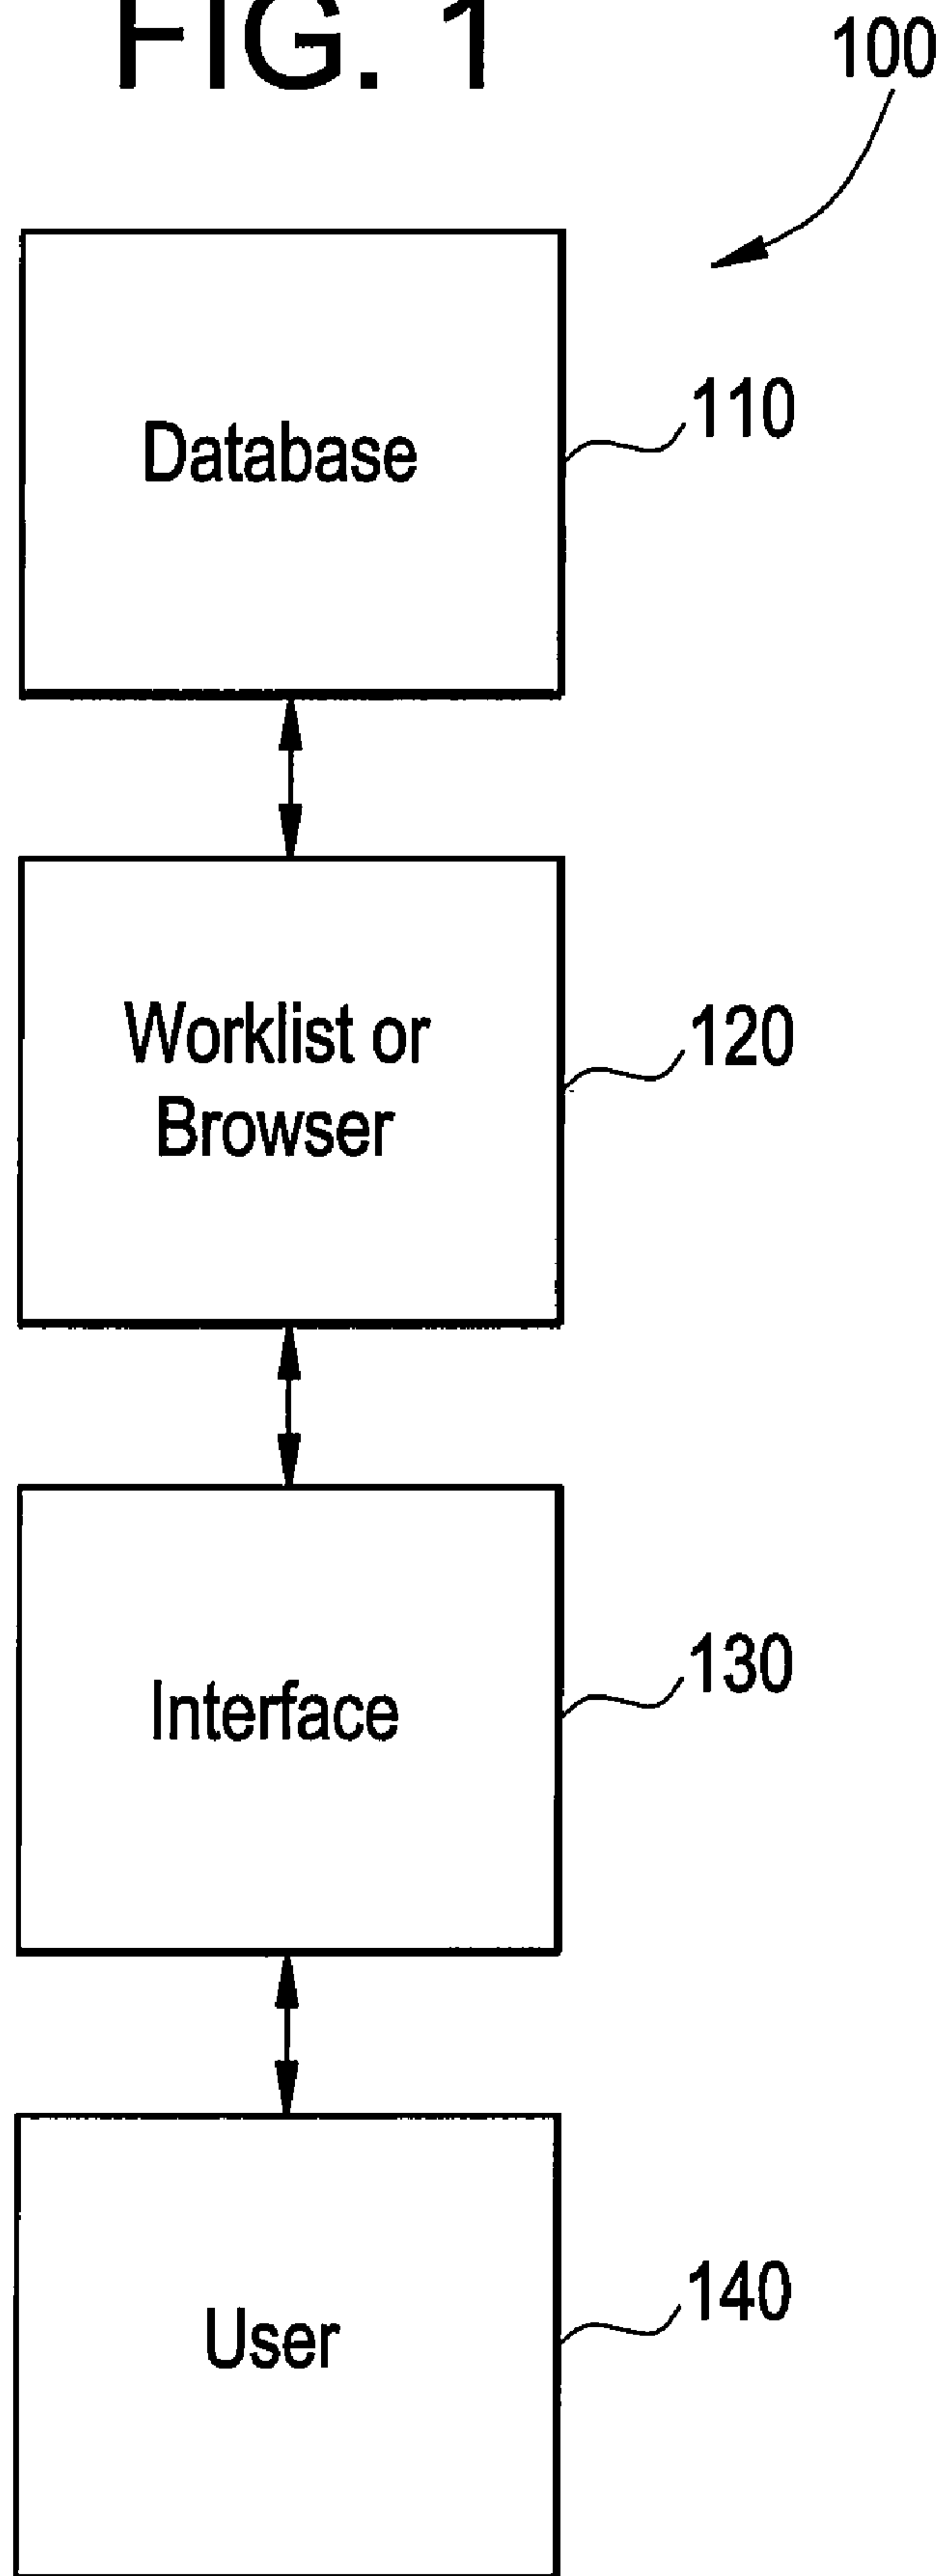 FIG. 1
100
Database
110
Worklist or
Browser
120
Interface
130
User
140